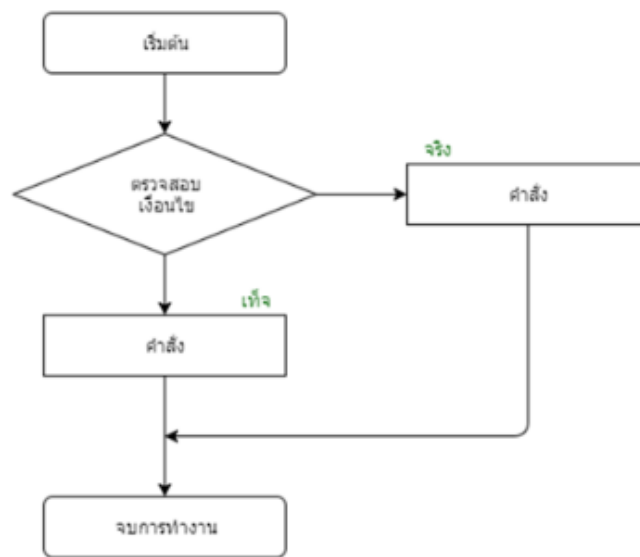 เริ่มต้น
จริง
ตรวจสอบ
เงื่อนไข
คำสั่ง
เท็จ
คำสั่ง
จบการทำงาน